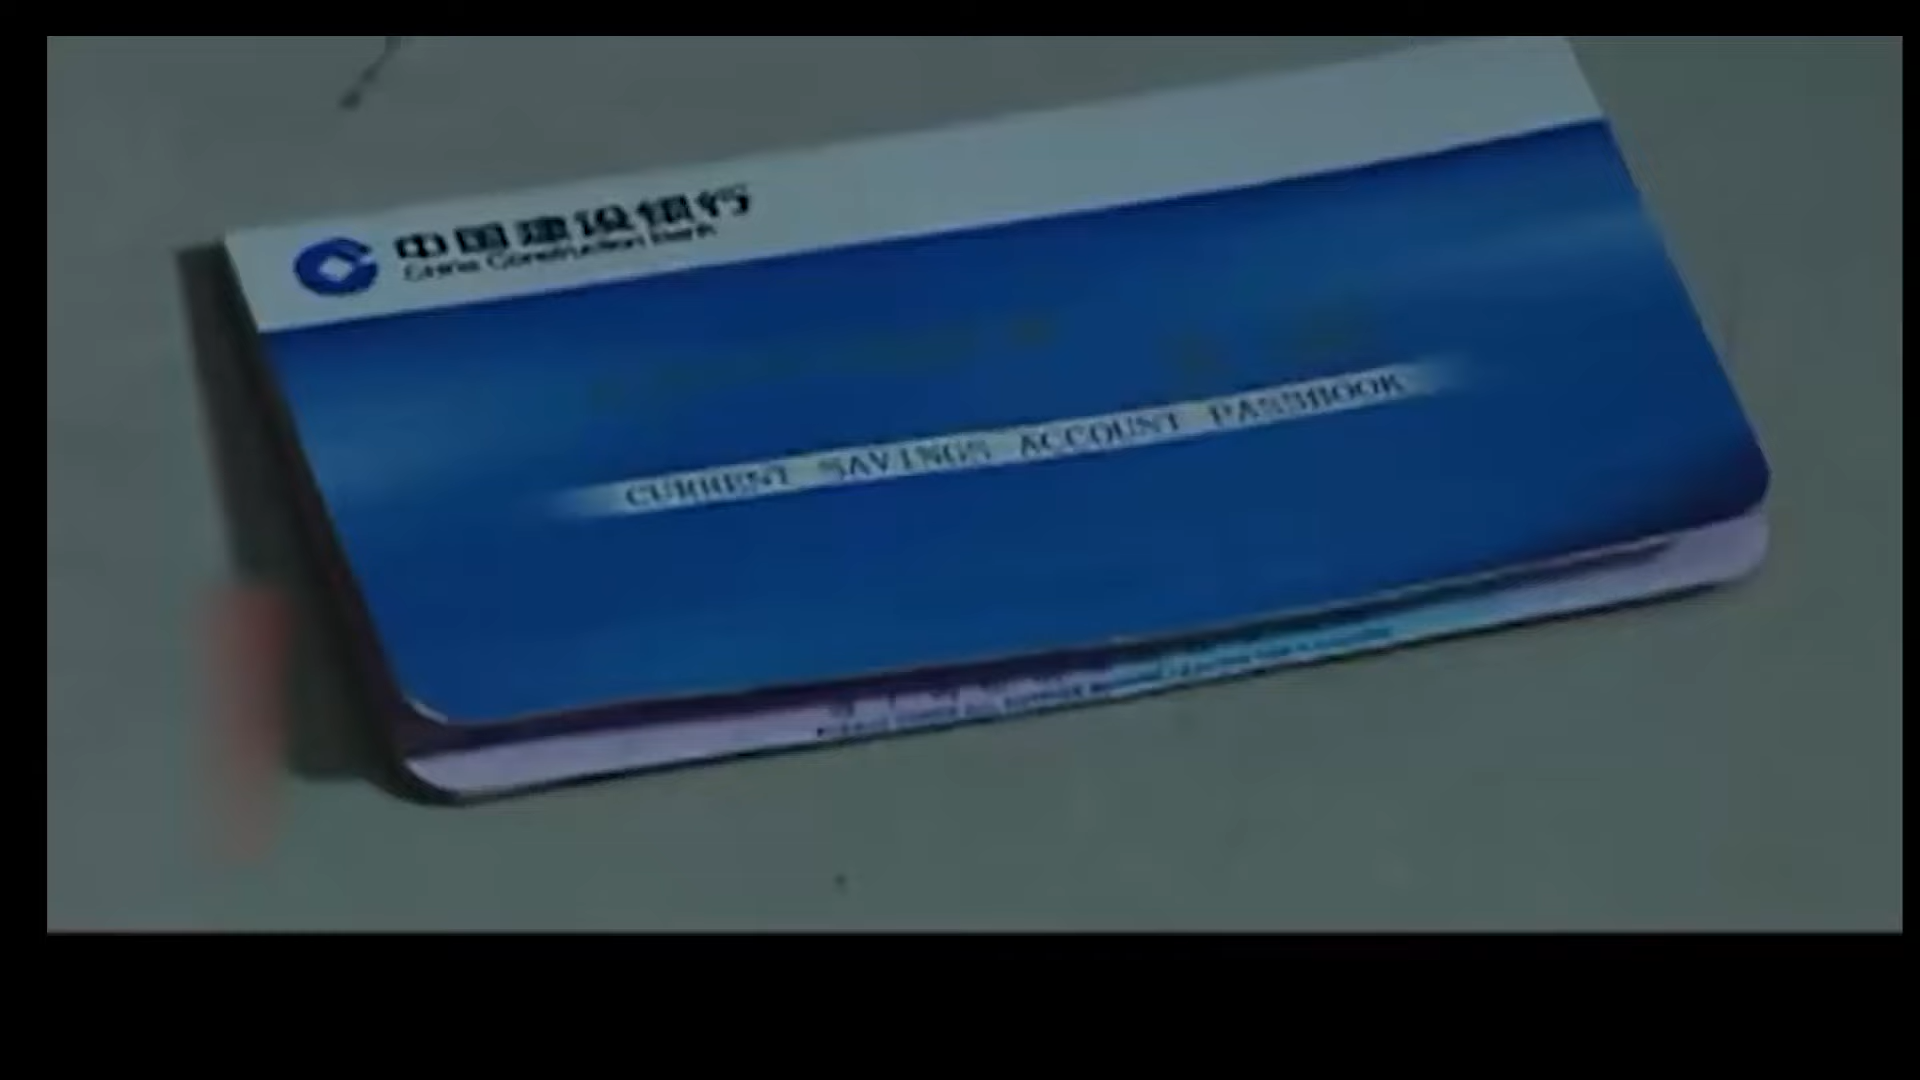 中国建设银行
China Construction Bank
CURRENT SAVINGS ACCOUNT PASSBOOK